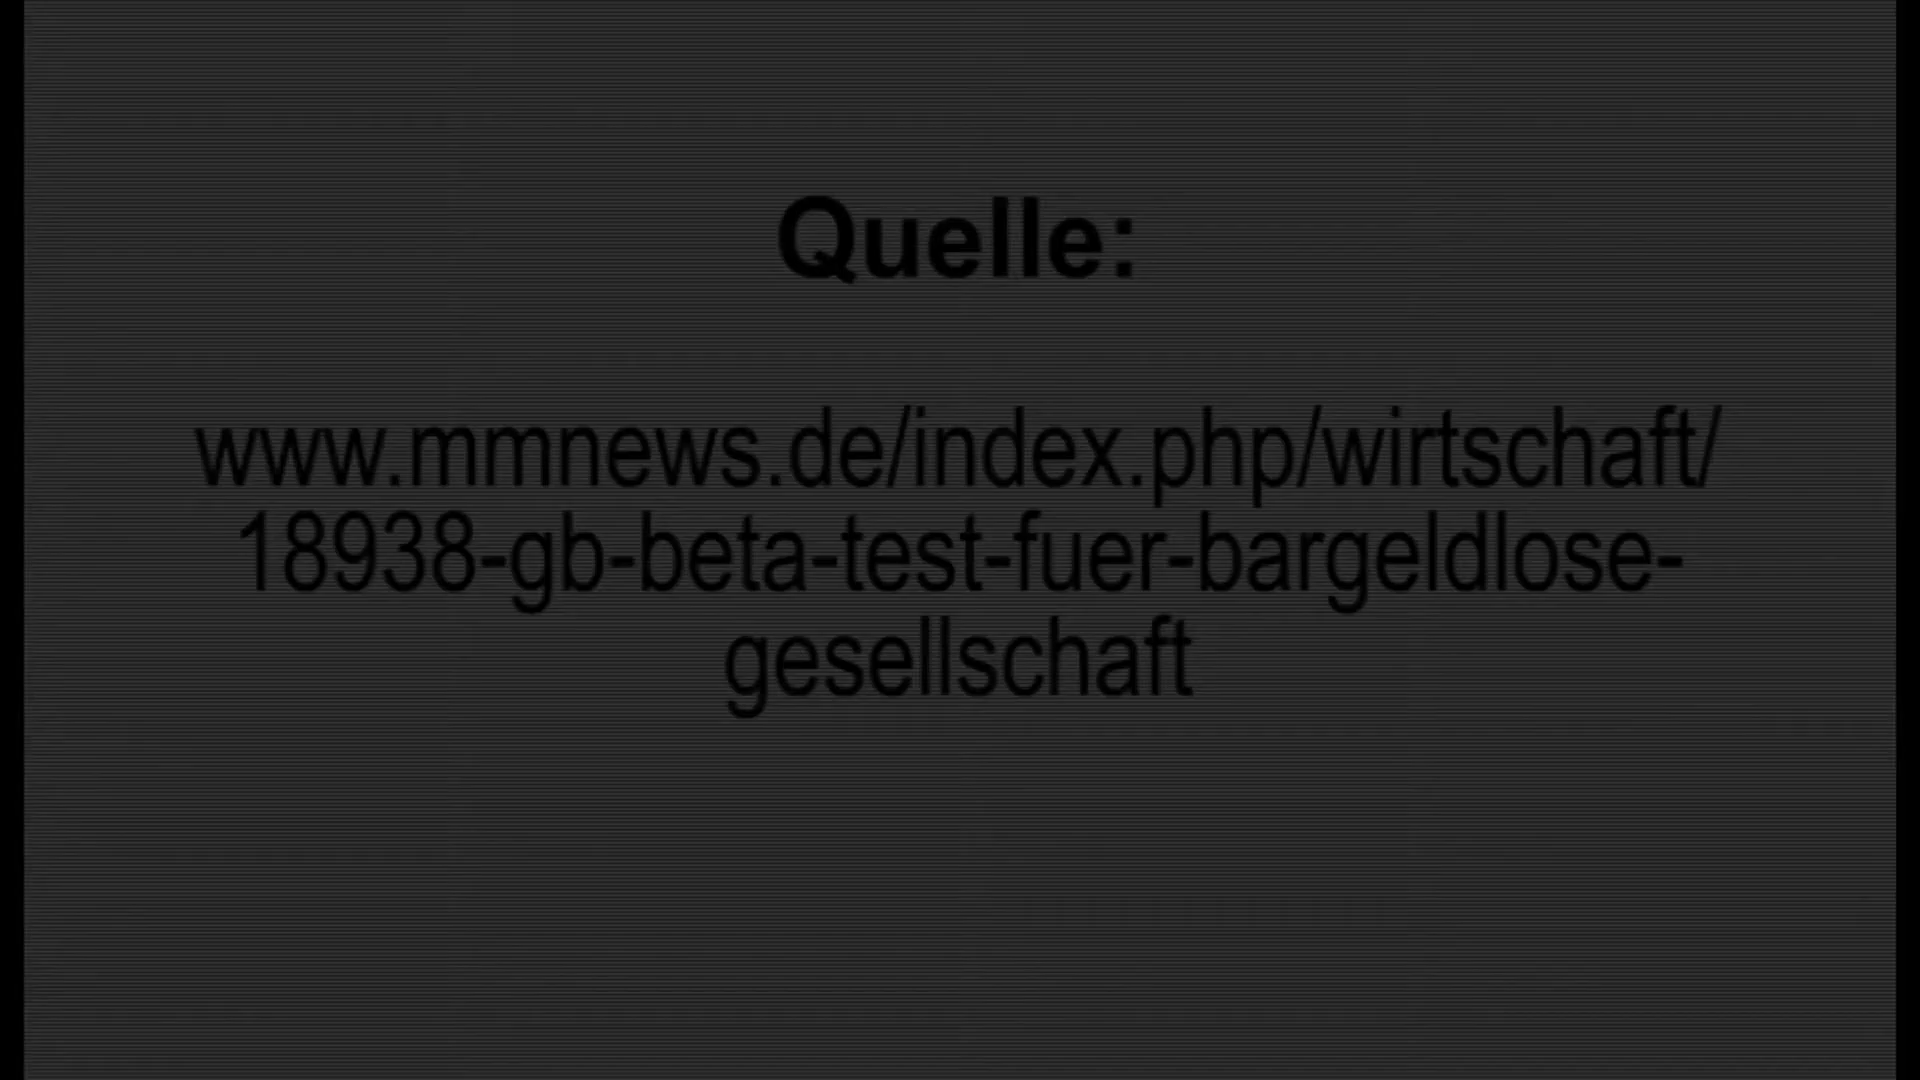 Quelle:
www.mmnews.de/index.php/wirtschaft/
18938-gb-beta-test-fuer-bargeldlose-
gesellschaft